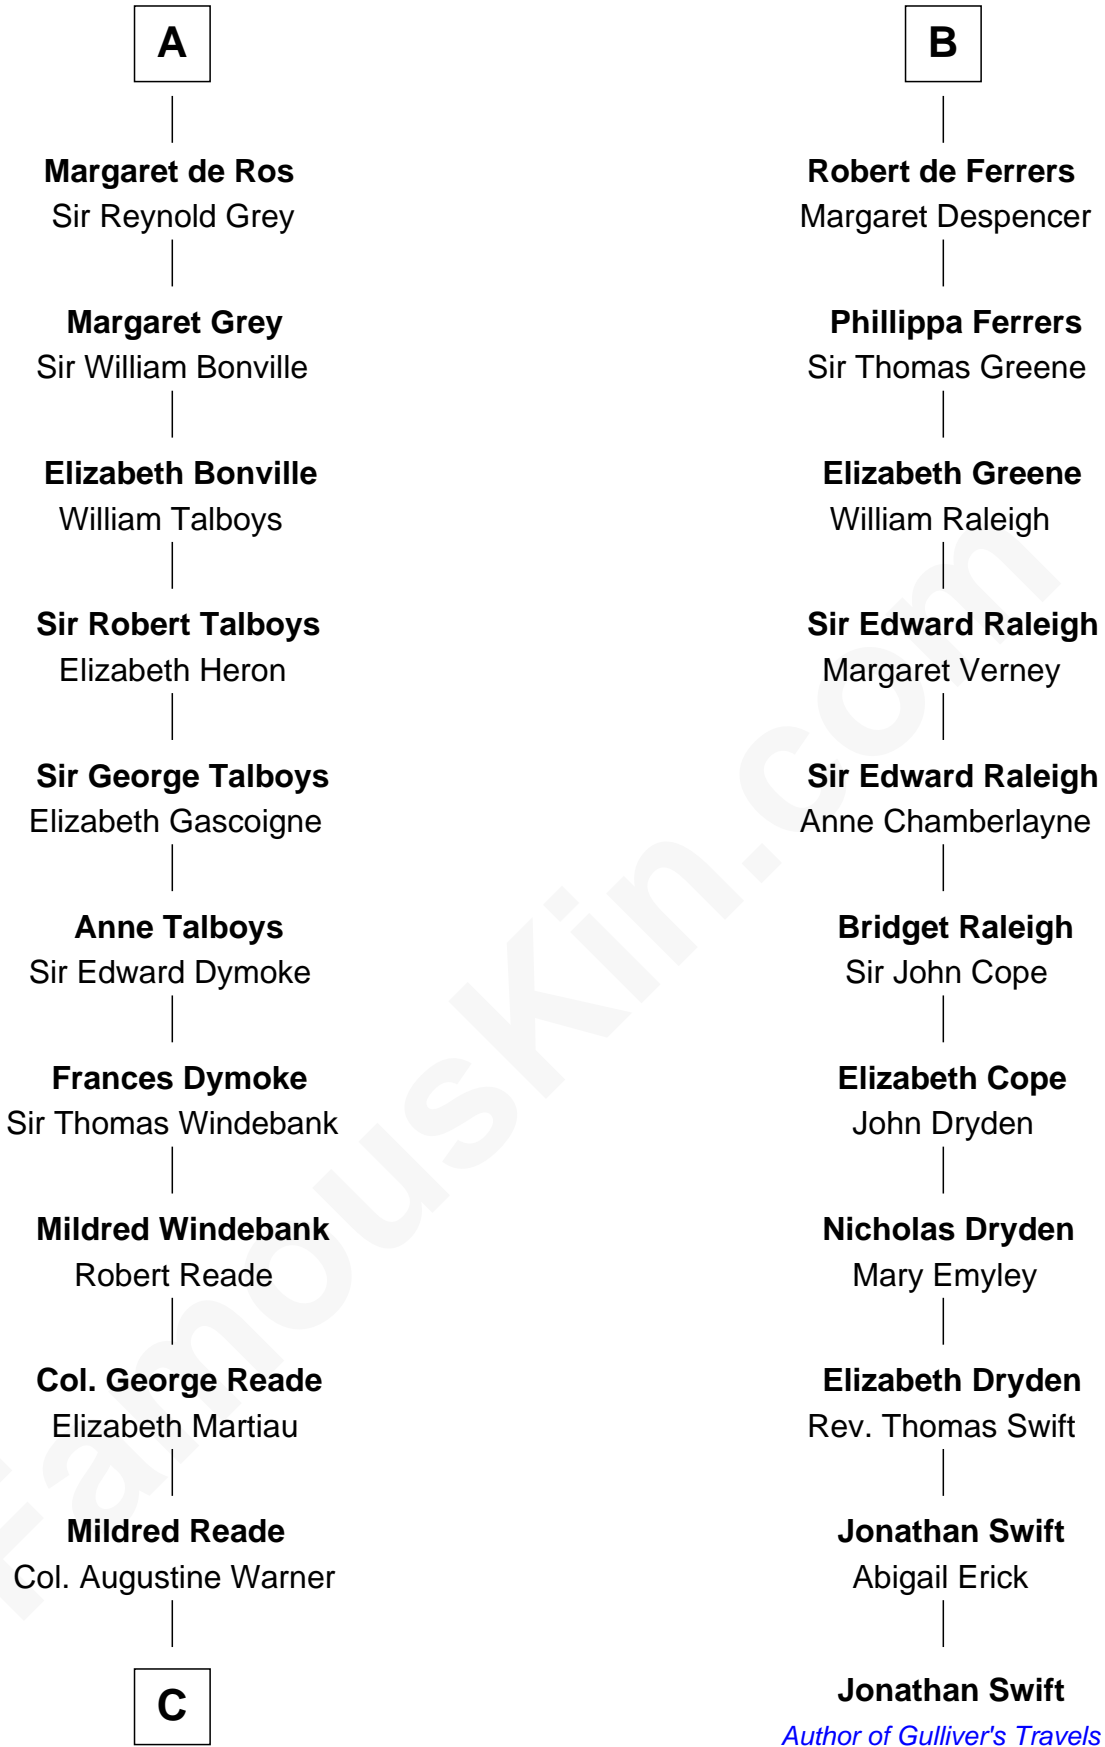 A
Margaret de Ros
Sir Reynold Grey
Margaret Grey
Sir William Bonville
Elizabeth Bonville
William Talboys
Sir Robert Talboys
Elizabeth Heron
Sir George Talboys
Elizabeth Gascoigne
Anne Talboys
Sir Edward Dymoke
Frances Dymoke
Sir Thomas Windebank
Mildred Windebank
Robert Reade
Col. George Reade
Elizabeth Martiau
Mildred Reade
Col. Augustine Warner
C
B
Robert de Ferrers
Margaret Despencer
Phillippa Ferrers
Sir Thomas Greene
Elizabeth Greene
William Raleigh
Sir Edward Raleigh
Margaret Verney
Sir Edward Raleigh
Anne Chamberlayne
Bridget Raleigh
Sir John Cope
Elizabeth Cope
John Dryden
Nicholas Dryden
Mary Emyley
Elizabeth Dryden
Rev. Thomas Swift
Jonathan Swift
Abigail Erick
Jonathan Swift
Author of Gulliver's Travels
FamousKin.com